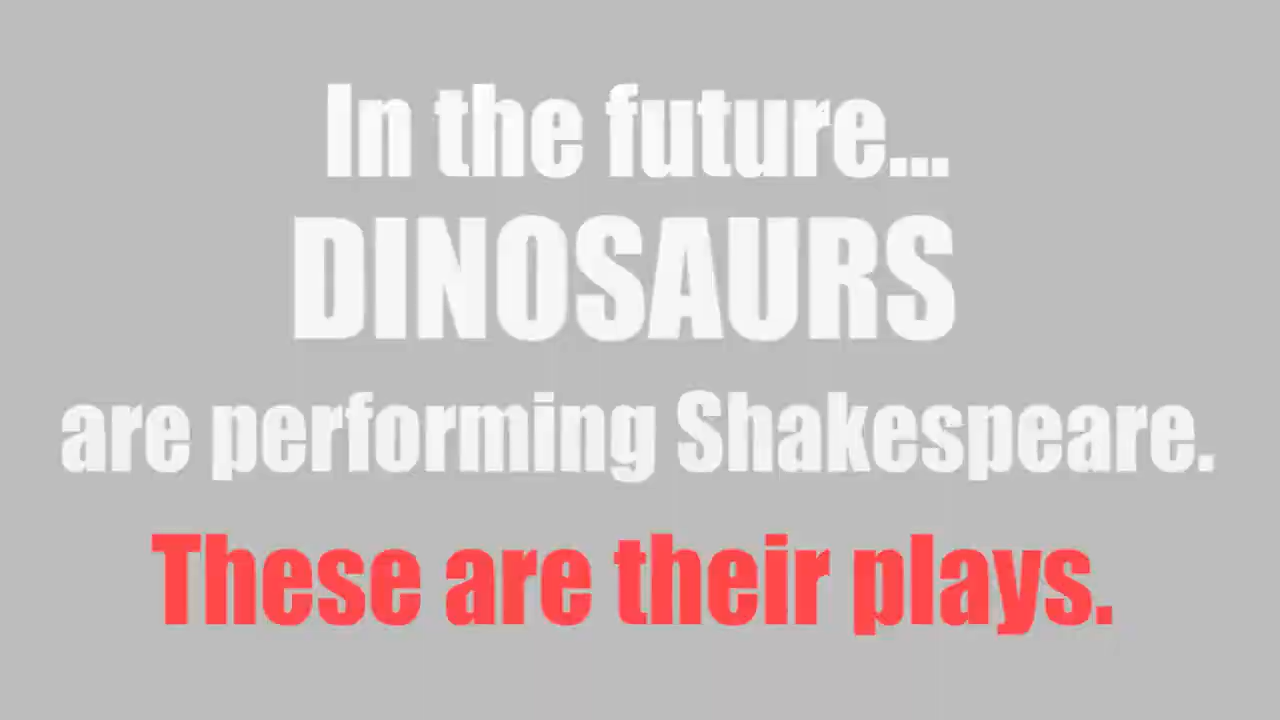 In the future...
DINOSAURS
are performing Shakespeare.
These are their plays.